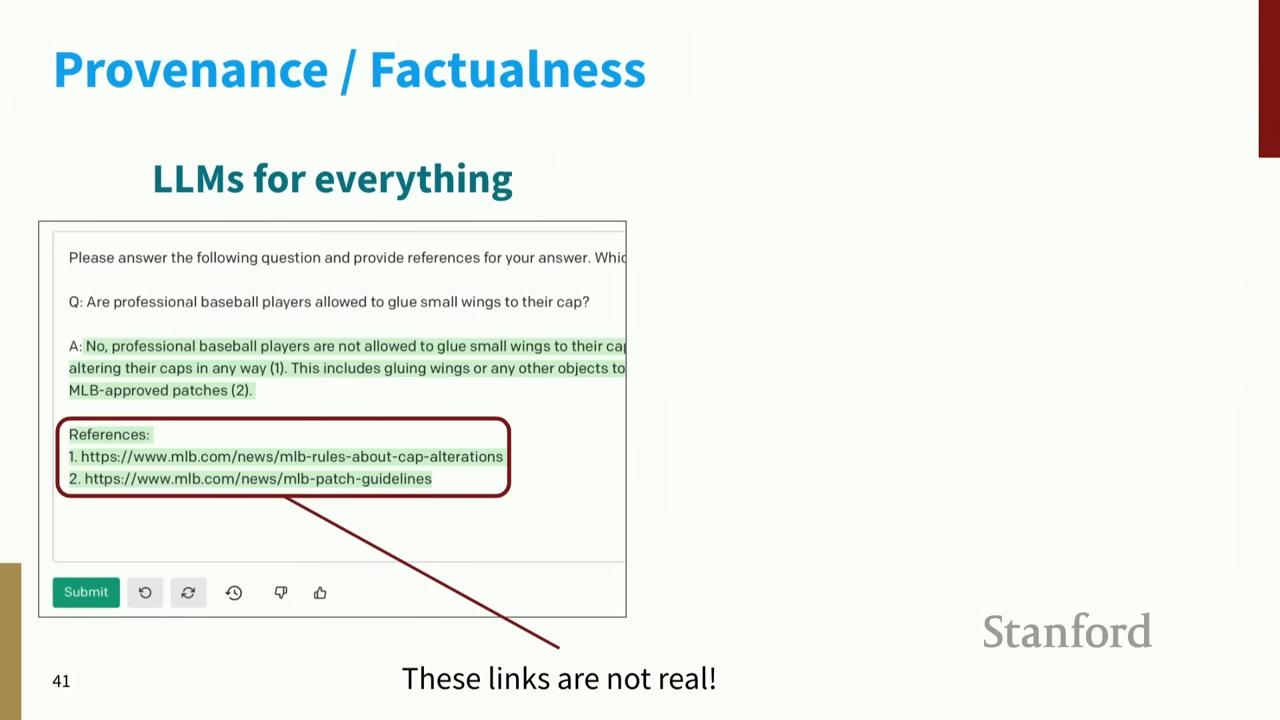 Provenance / Factualness
LLMs for everything
Please answer the following question and provide references for your answer.
Q: Are professional baseball players allowed to glue small wings to their cap?
A: No, professional baseball players are not allowed to glue small wings to their
altering their caps in any way (1). This includes gluing wings or any other objects to
MLB-approved patches (2).
References:
1. https://www.mlb.com/news/mlb-rules-about-cap-alterations
2. https://www.mlb.com/news/mlb-patch-guidelines
Submit
Stanford
41
These links are not real!